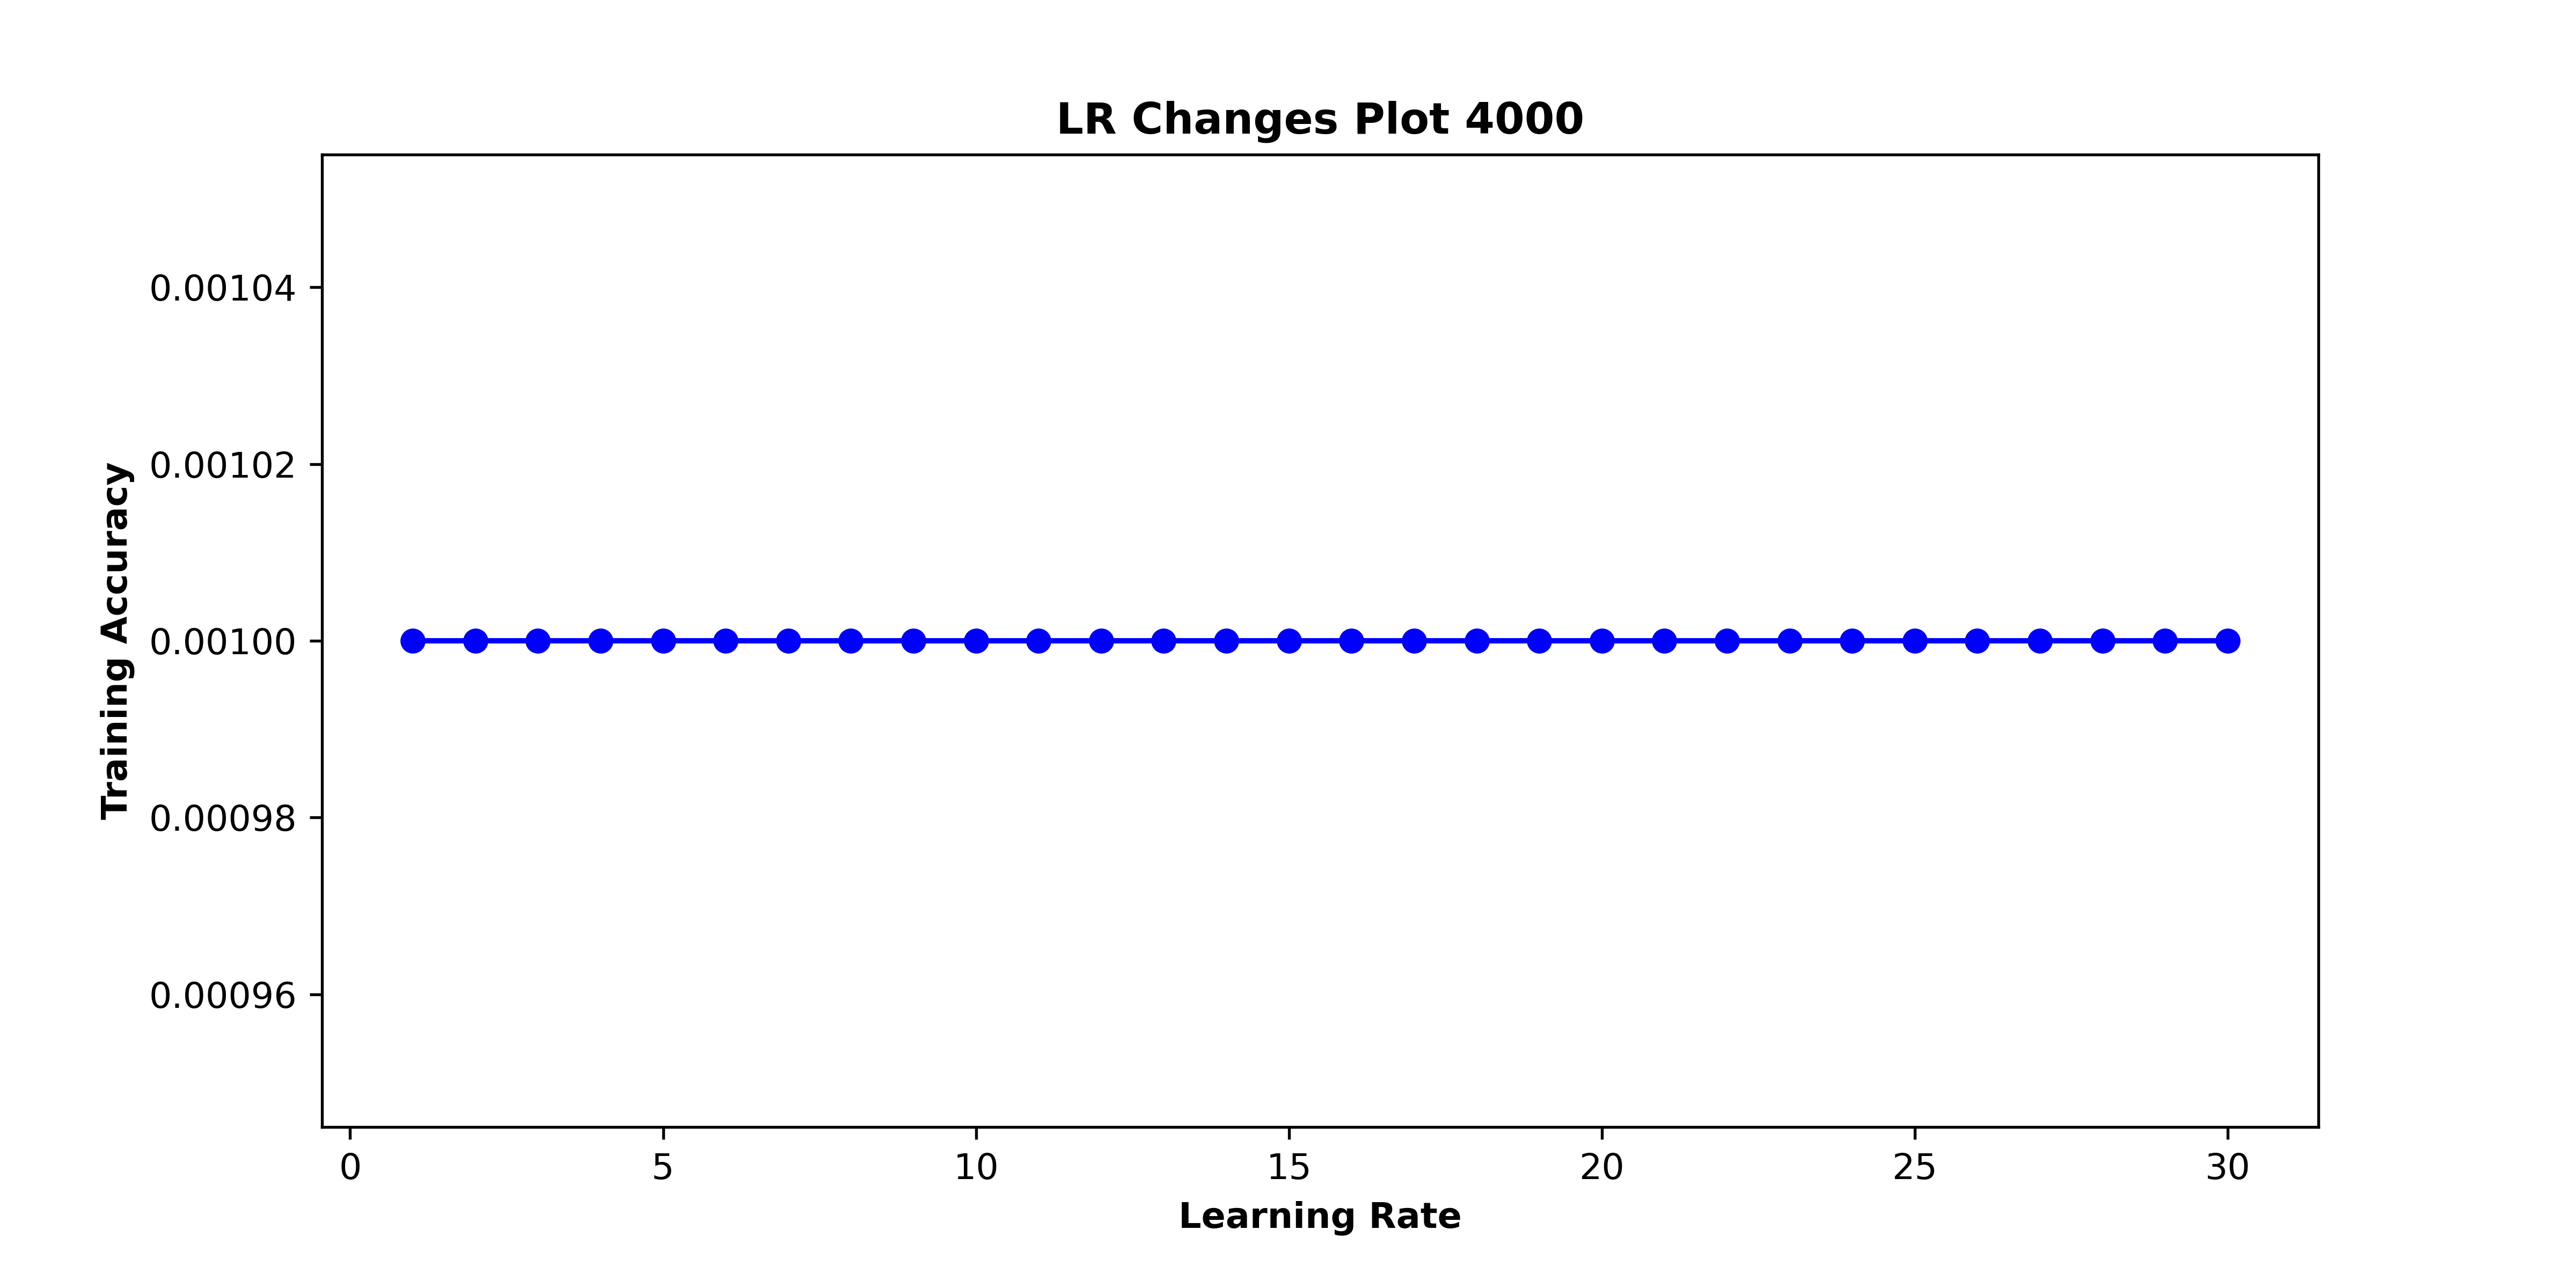 LR Changes Plot 4000
Training Accuracy
0.00104
0.00102
0.00100
0.00098
0.00096
0 5 10 15 20 25 30
Learning Rate